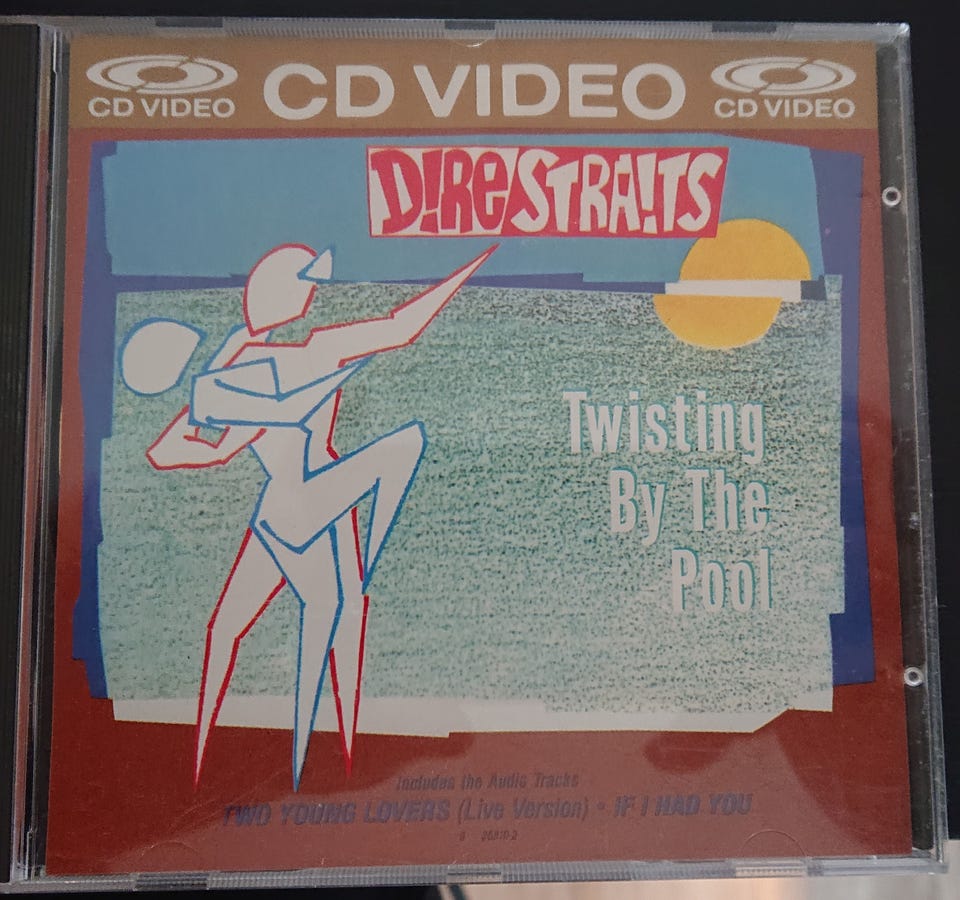 CD VIDEO CD VIDEO CD VIDEO
D!RE STRA!TS
Twisting
By The
Pool
Includes the Audio Tracks
TWO YOUNG LOVERS (Live Version) • IF I HAD YOU